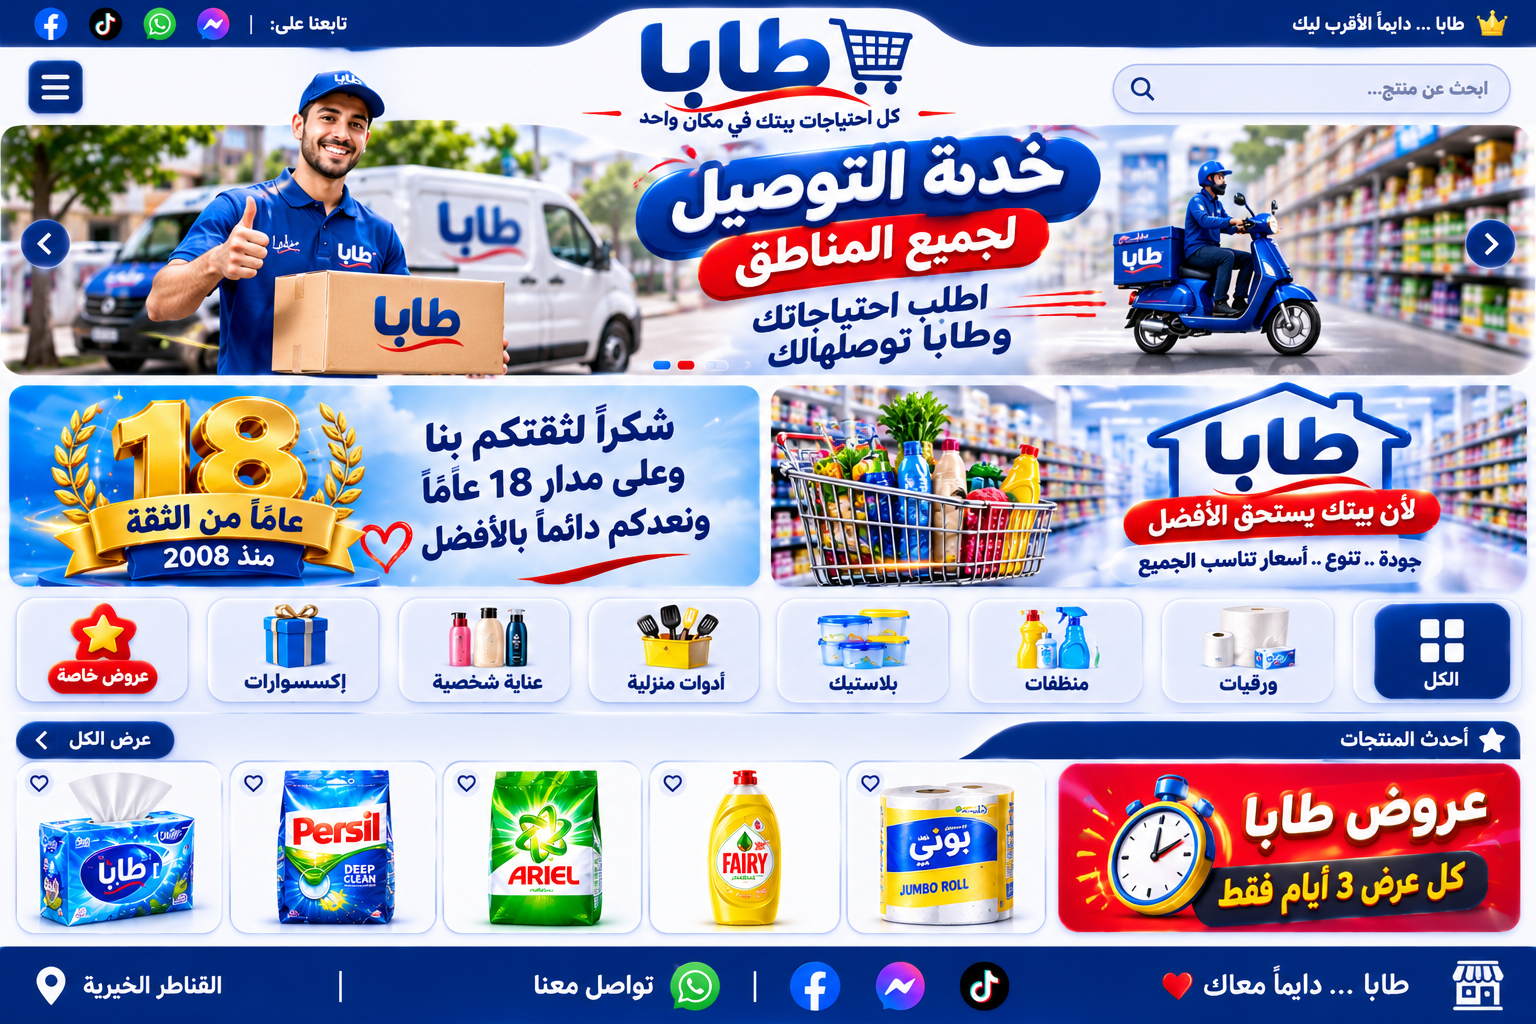 طابا ... دايماً الأقرب ليك
تابعنا على:
طابا
كل احتياجات بيتك في مكان واحد
ابحث عن منتج...
خدمة التوصيل
لجميع المناطق
اطلب احتياجاتك
وطابا توصلهالك
طابا
طابا
طابا
طابا
طابا
18
عامًا من الثقة
منذ 2008
شكراً لثقتكم بنا
وعلى مدار 18 عاًمًا
ونعدكم دائماً بالأفضل
طابا
لأن بيتك يستحق الأفضل
جودة .. تنوع .. أسعار تناسب الجميع
الكل
ورقيات
منظفات
بلاستيك
أدوات منزلية
عناية شخصية
إكسسوارات
عروض خاصة
أحدث المنتجات
عرض الكل
عروض طابا
كل عرض 3 أيام فقط
بوني
JUMBO ROLL
FAIRY
ARIEL
Persil
DEEP
CLEAN
طابا
طابا ... دايماً معاك
تواصل معنا
القناطر الخيرية